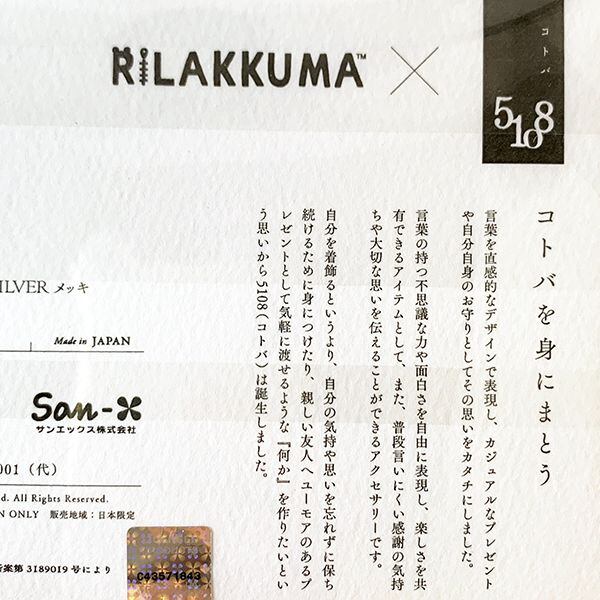 RiLAKKUMA™
×
コトバ
5108
コトバを身にまとう
言葉を直感的なデザインで表現し、カジュアルなプレゼント
や自分自身のお守りとしてその思いをカタチにしました。
言葉の持つ不思議な力や面白さを自由に表現し、楽しさを共
有できるアイテムとして、また、普段言いにくい感謝の気持
ちや大切な思いを伝えることができるアクセサリーです。
自分を着飾るというより、自分の気持や思いを忘れずに保ち
続けるために身につけたり、親しい友人へユーモアのあるプ
レゼントとして気軽に渡せるような『何か』を作りたいとい
う思いから5108（コトバ）は誕生しました。
ILVER メッキ
Made in JAPAN
San-X
サンエックス株式会社
001（代）
d. All Rights Reserved.
N ONLY 販売地域：日本限定
新案第 3189019 号により
C43571643